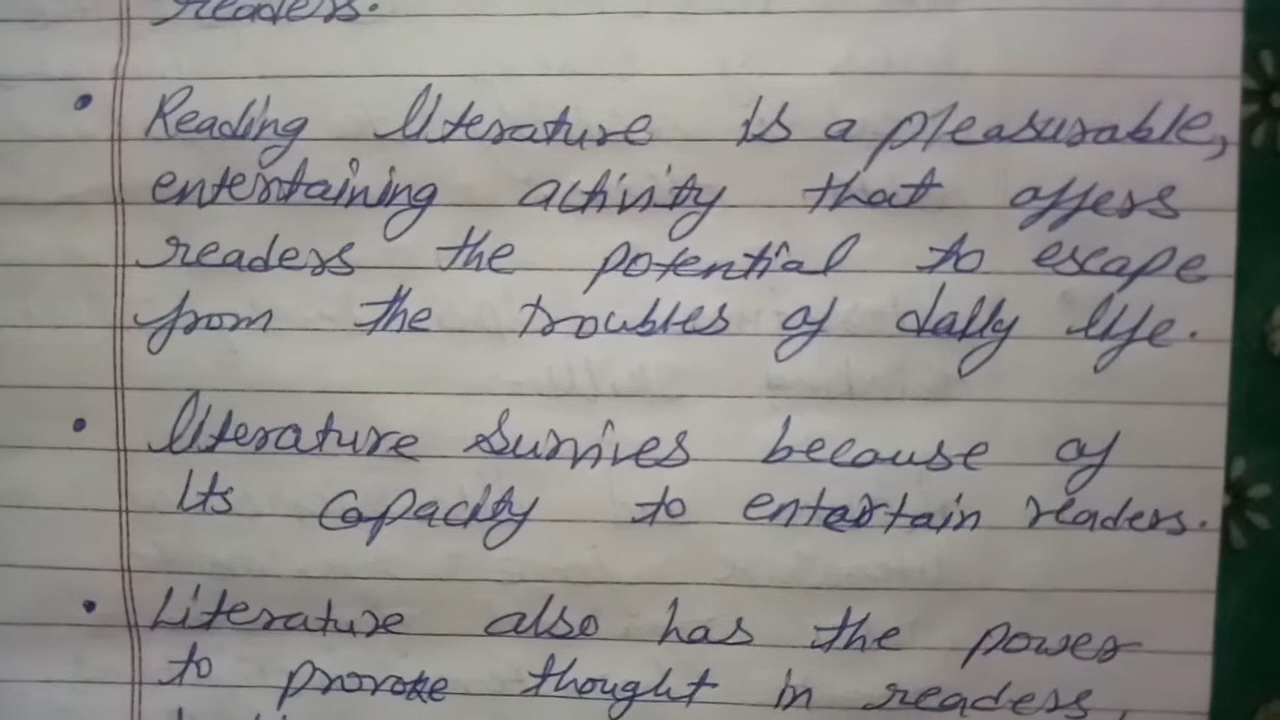 readers.
• Reading literature is a pleasurable,
entertaining activity that offers
readers the potential to escape
from the troubles of daily life.
• literature survives because of
its capacity to entertain readers.
• Literature also has the power
to provoke thought in readers,